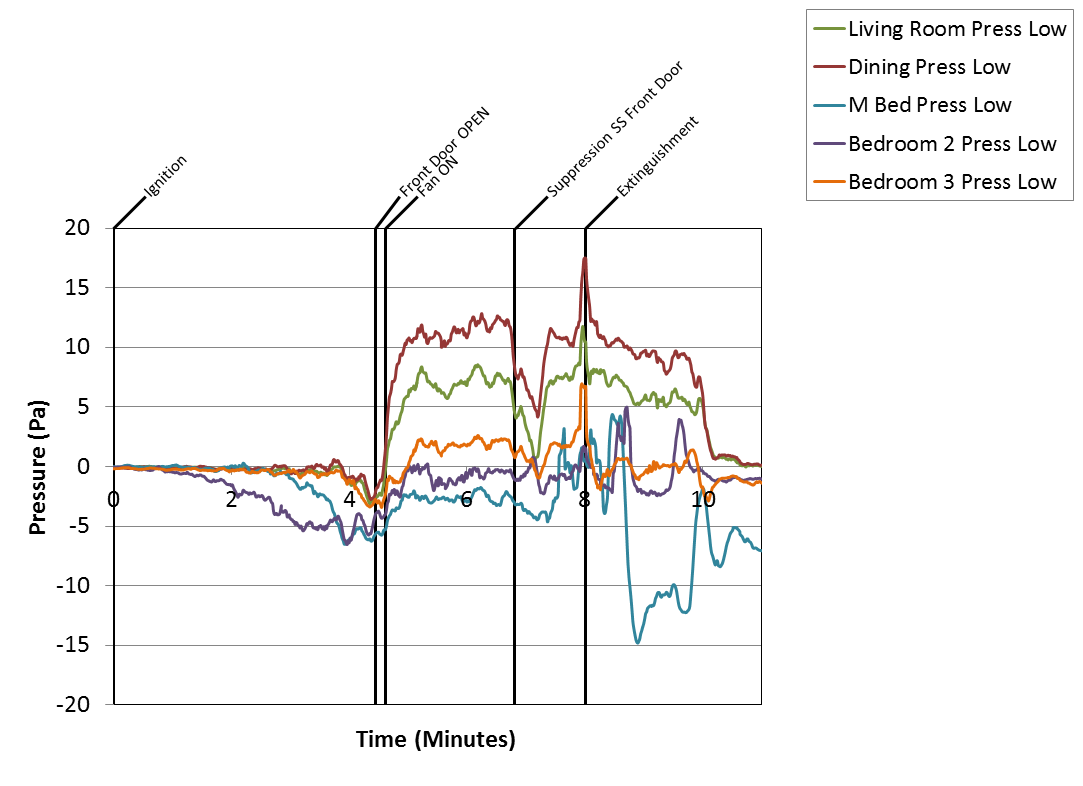 Living Room Press Low
Dining Press Low
M Bed Press Low
Bedroom 2 Press Low
Bedroom 3 Press Low
Ignition
Front Door OPEN
Fan ON
Suppression SS Front Door
Extinguishment
20
15
10
5
0
-5
-10
-15
-20
0 2 4 6 8 10
Pressure (Pa)
Time (Minutes)